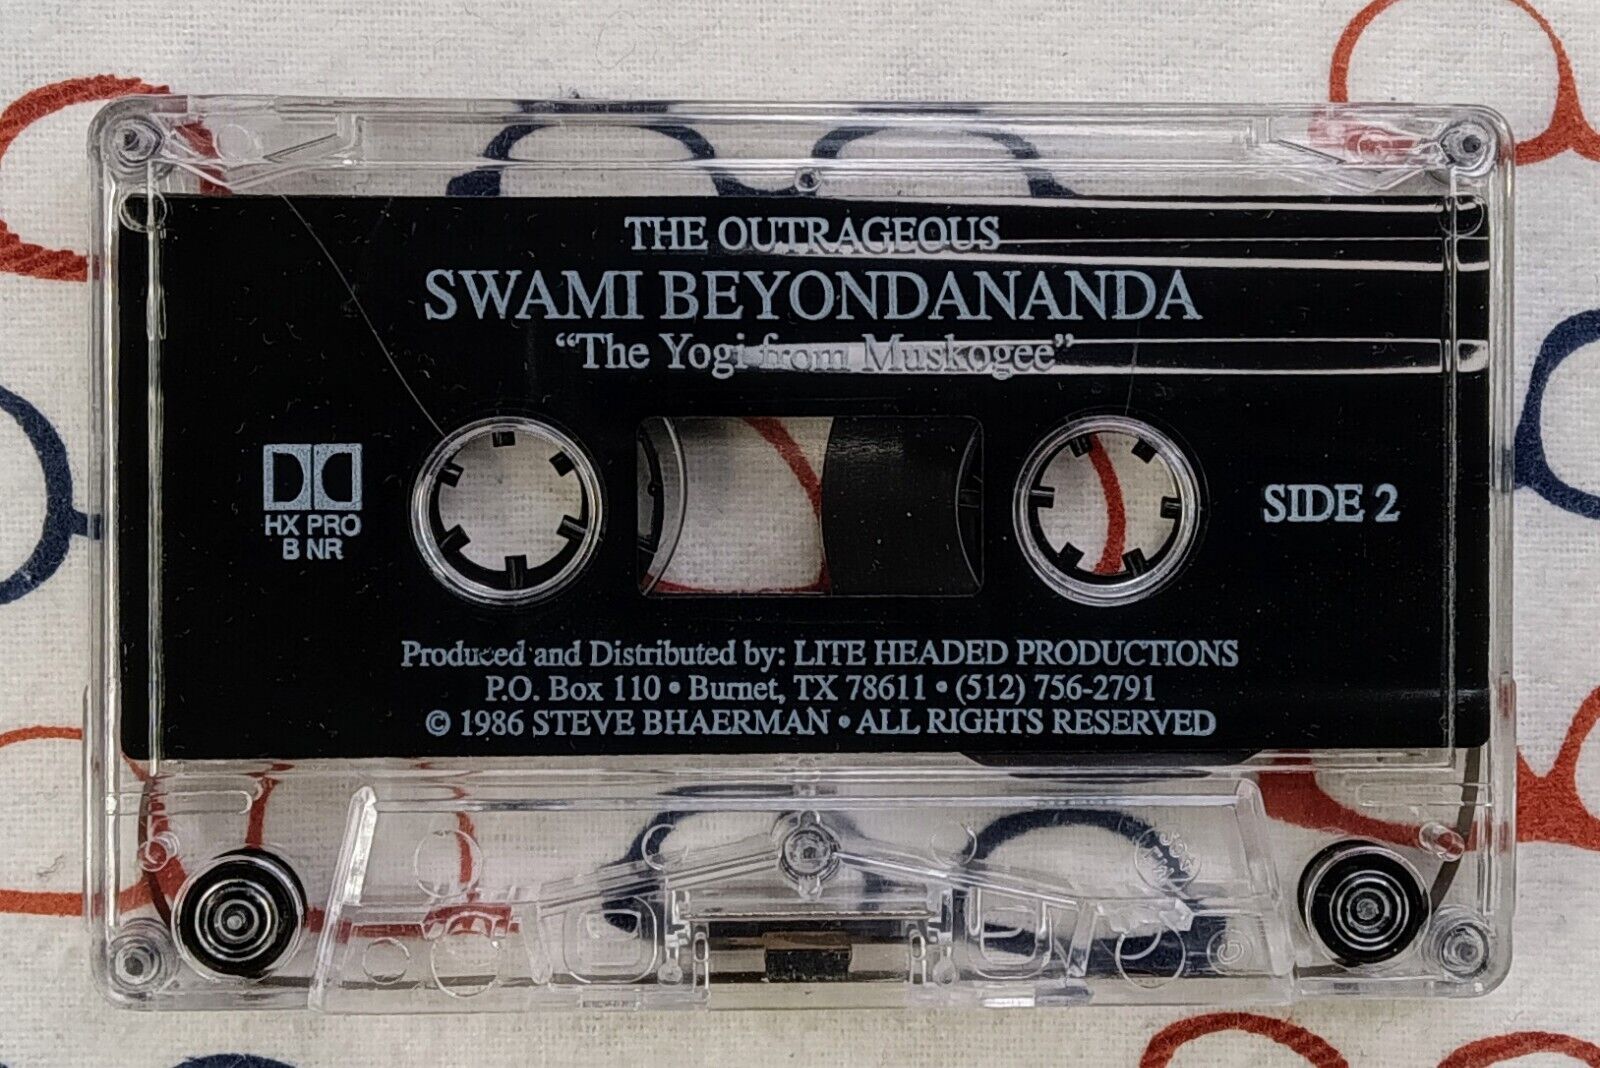 THE OUTRAGEOUS
SWAMI BEYONDANANDA
“The Yogi from Muskogee”
HX PRO
B NR
SIDE 2
Produced and Distributed by: LITE HEADED PRODUCTIONS
P.O. Box 110 • Burnet, TX 78611 • (512) 756-2791
© 1986 STEVE BHAERMAN • ALL RIGHTS RESERVED